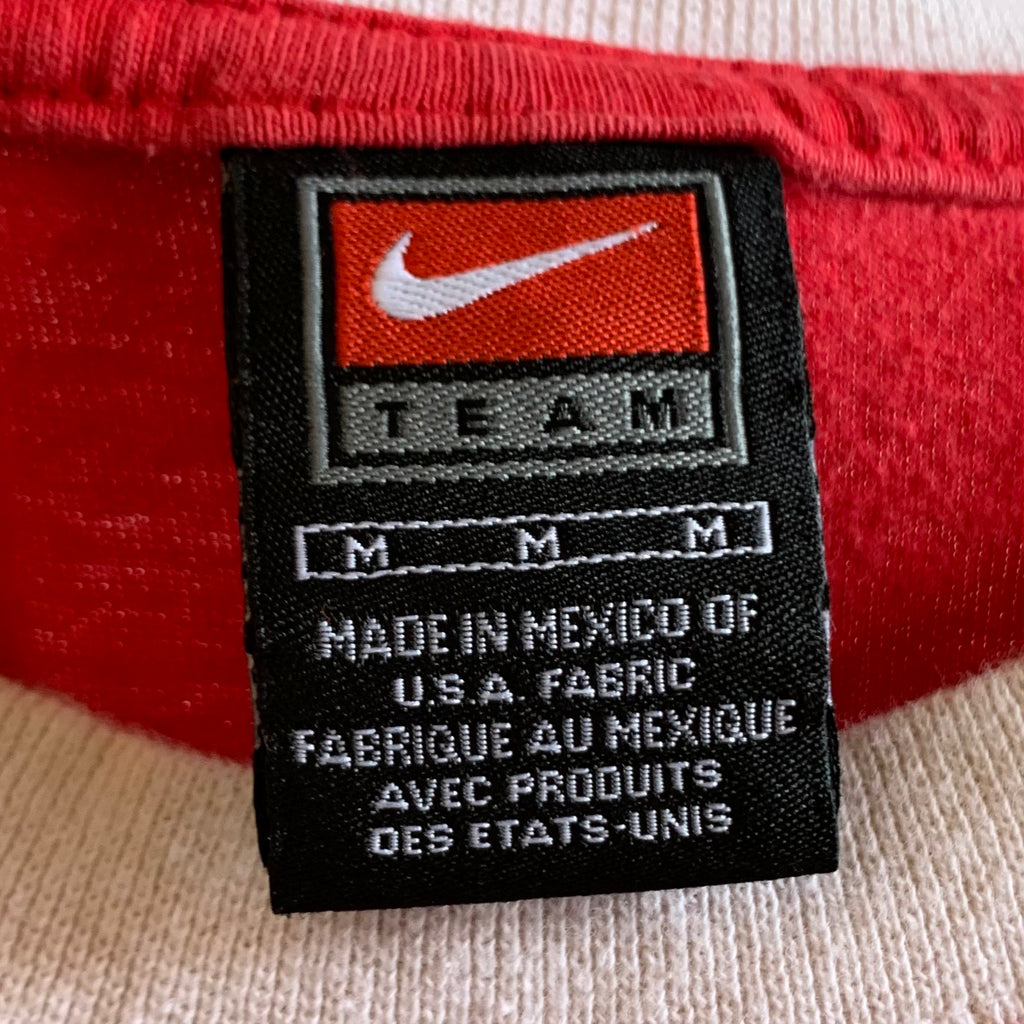 TEAM
M M M
MADE IN MEXICO OF
U.S.A. FABRIC
FABRIQUE AU MEXIQUE
AVEC PRODUITS
DES ETATS-UNIS